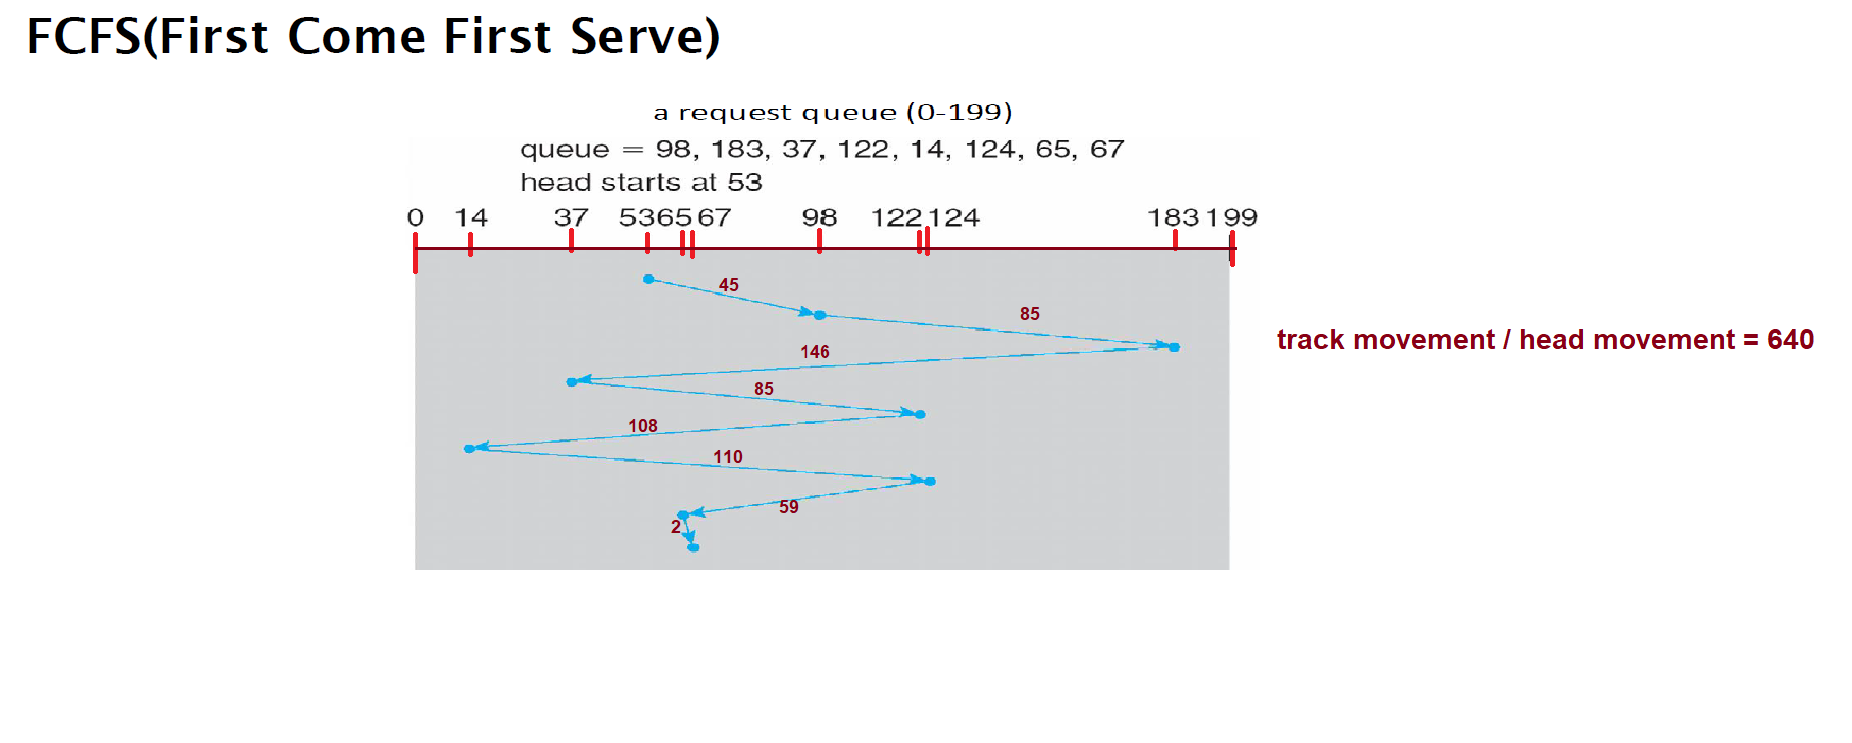 FCFS(First Come First Serve)
a request queue (0-199)
queue = 98, 183, 37, 122, 14, 124, 65, 67
head starts at 53
0 14 37 53 65 67 98 122 124 183 199
45
85
track movement / head movement = 640
146
85
108
110
59
2